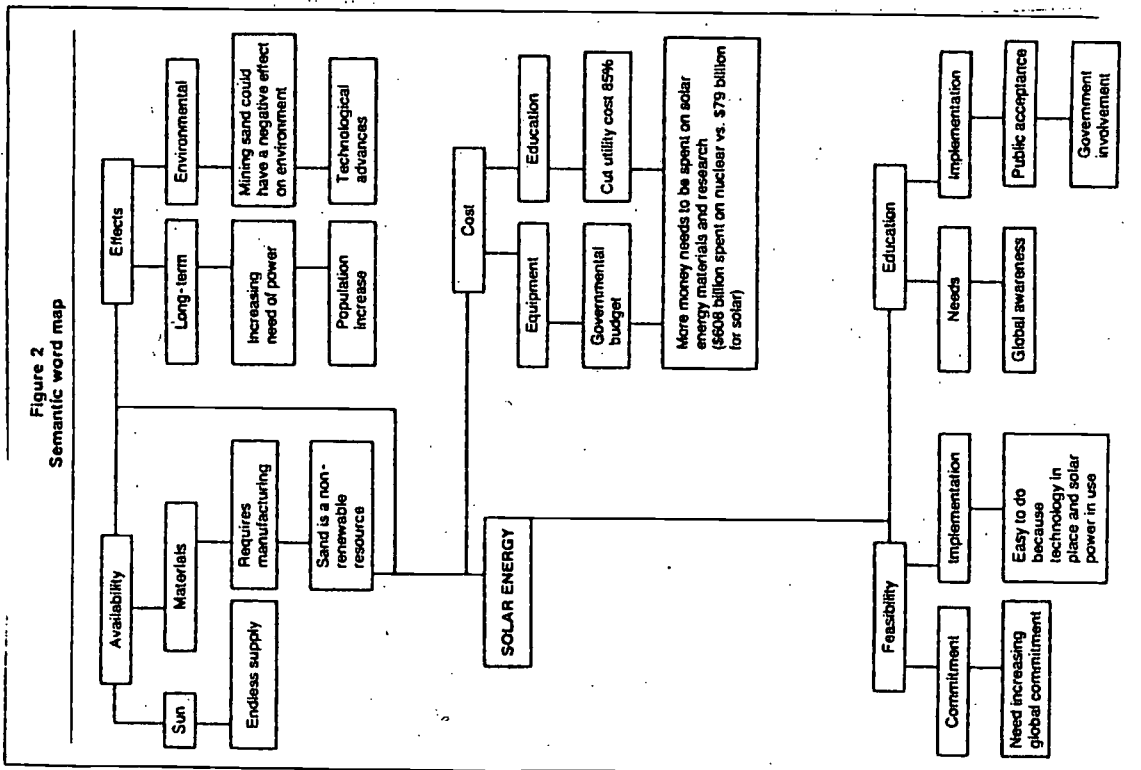 Figure 2
Semantic word map
Availability
Effects
Sun
Materials
Long-term
Environmental
Endless supply
Requires
manufacturing
Increasing
need of power
Mining sand could
have a negative effect
on environment
Sand is a non-
renewable
resource
Population
increase
Technological
advances
SOLAR ENERGY
Cost
Equipment
Education
Governmental
budget
Cut utility cost 85%
More money needs to be spent on solar
energy materials and research
($608 billion spent on nuclear vs. $79 billion
for solar)
Feasibility
Education
Commitment
Implementation
Needs
Implementation
Need increasing
global commitment
Easy to do
because
technology in
place and solar
power in use
Global awareness
Public acceptance
Government
involvement